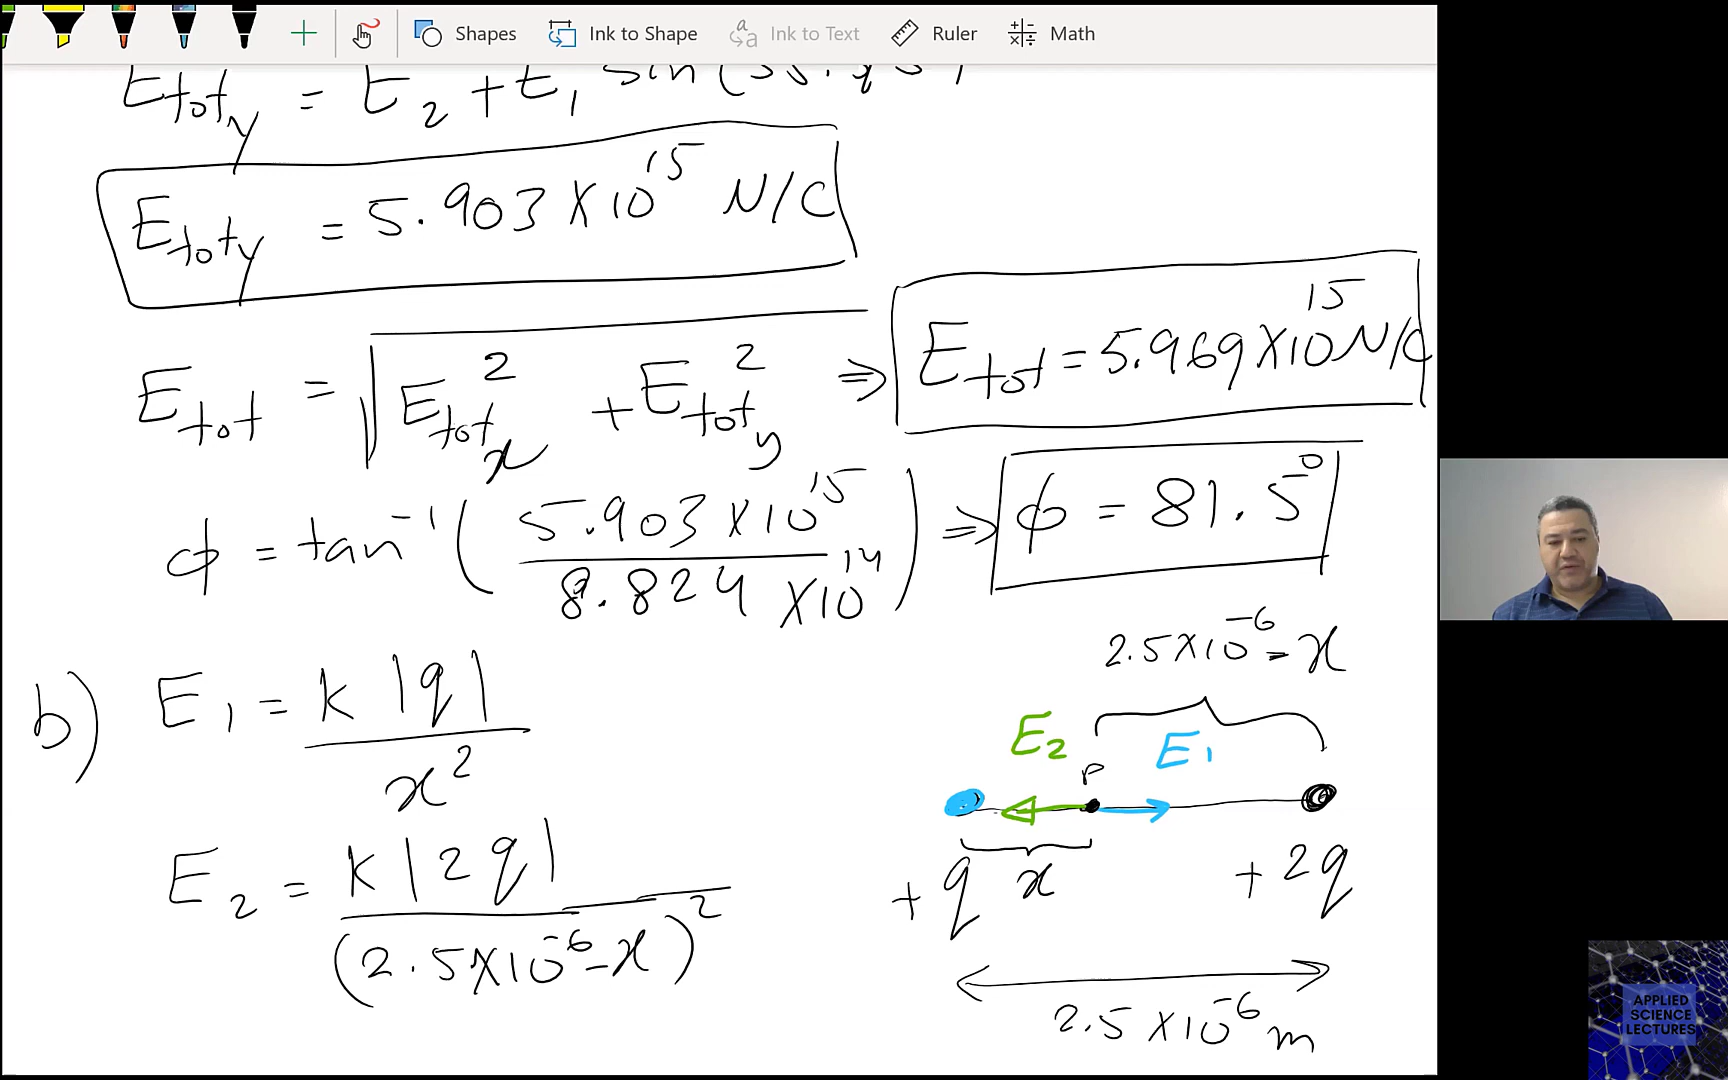 Shapes Ink to Shape Ink to Text Ruler Math
E_tot_y = E_2 + E_1 sin(
E_tot_y = 5.903 X 10^15 N/C
E_tot = √(E_tot_x^2 + E_tot_y^2) ⇒ E_tot = 5.969 X 10^15 N/C
φ = tan^-1 (5.903 X 10^15 / 8.824 X 10^14) ⇒ φ = 81.5°
b) E_1 = k |q| / x^2
E_2 = k |2q| / (2.5 X 10^-6 - x)^2
2.5 X 10^-6 - x
E_2 P E_1
+q x +2q
2.5 X 10^-6 m
APPLIED
SCIENCE
LECTURES